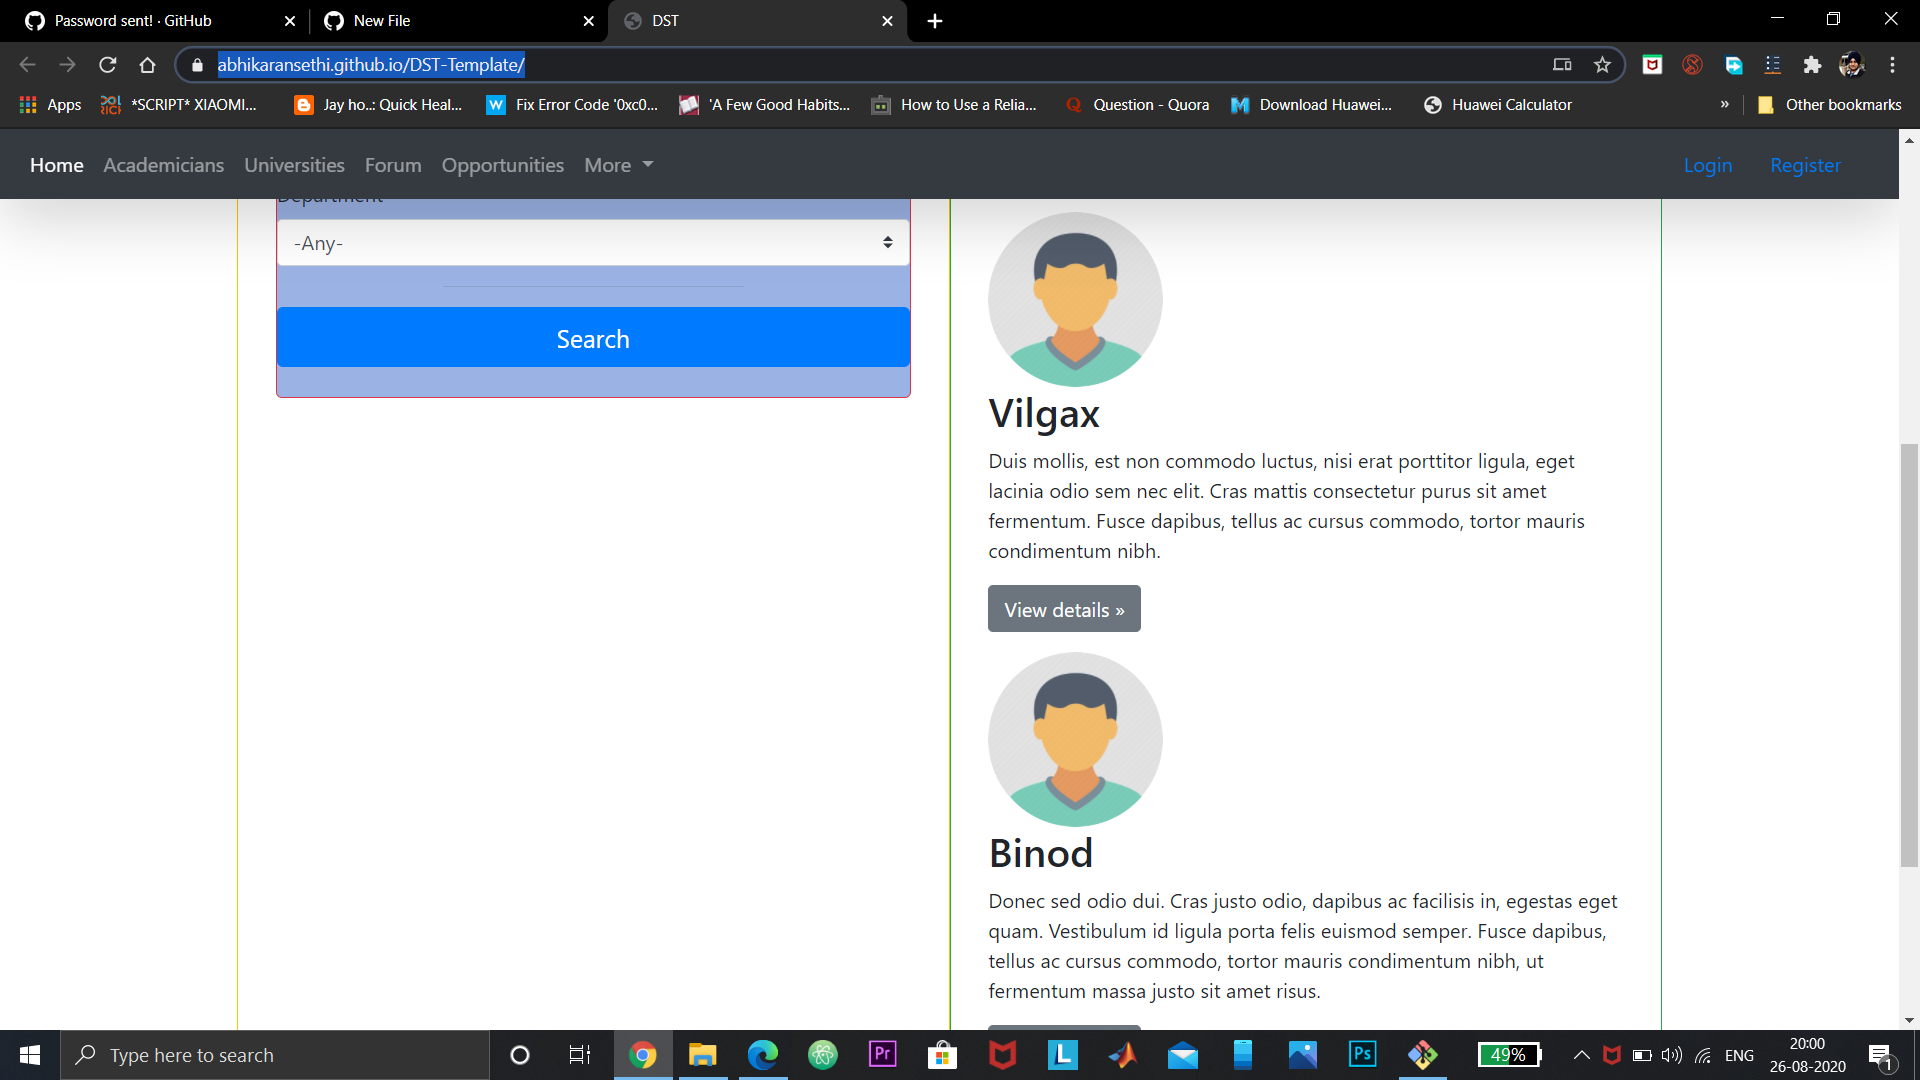 Password sent! · GitHub
New File
DST
abhikaransethi.github.io/DST-Template/
Apps
*SCRIPT* XIAOMI...
Jay ho..: Quick Heal...
Fix Error Code '0xc0...
'A Few Good Habits...
How to Use a Relia...
Question - Quora
Download Huawei...
Huawei Calculator
»
Other bookmarks
Home Academicians Universities Forum Opportunities More
Login Register
Department
-Any-
Search
Vilgax
Duis mollis, est non commodo luctus, nisi erat porttitor ligula, eget
lacinia odio sem nec elit. Cras mattis consectetur purus sit amet
fermentum. Fusce dapibus, tellus ac cursus commodo, tortor mauris
condimentum nibh.
View details »
Binod
Donec sed odio dui. Cras justo odio, dapibus ac facilisis in, egestas eget
quam. Vestibulum id ligula porta felis euismod semper. Fusce dapibus,
tellus ac cursus commodo, tortor mauris condimentum nibh, ut
fermentum massa justo sit amet risus.
Type here to search
Pr
L
Ps
49%
ENG
20:00
26-08-2020
1